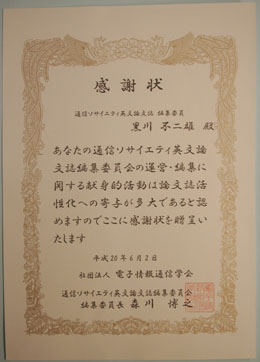 感謝状
通信ソサイエティ英文論文誌 編集委員
黒川 不二雄 殿
あなたの通信ソサイエティ英文論
文誌編集委員会の運営・編集に
関する献身的活動は論文誌活
性化への寄与が多大であると認
めますのでここに感謝状を贈呈い
たします
平成20年6月2日
社団法人 電子情報通信学会
通信ソサイエティ英文論文誌
編集委員長 森川 博之